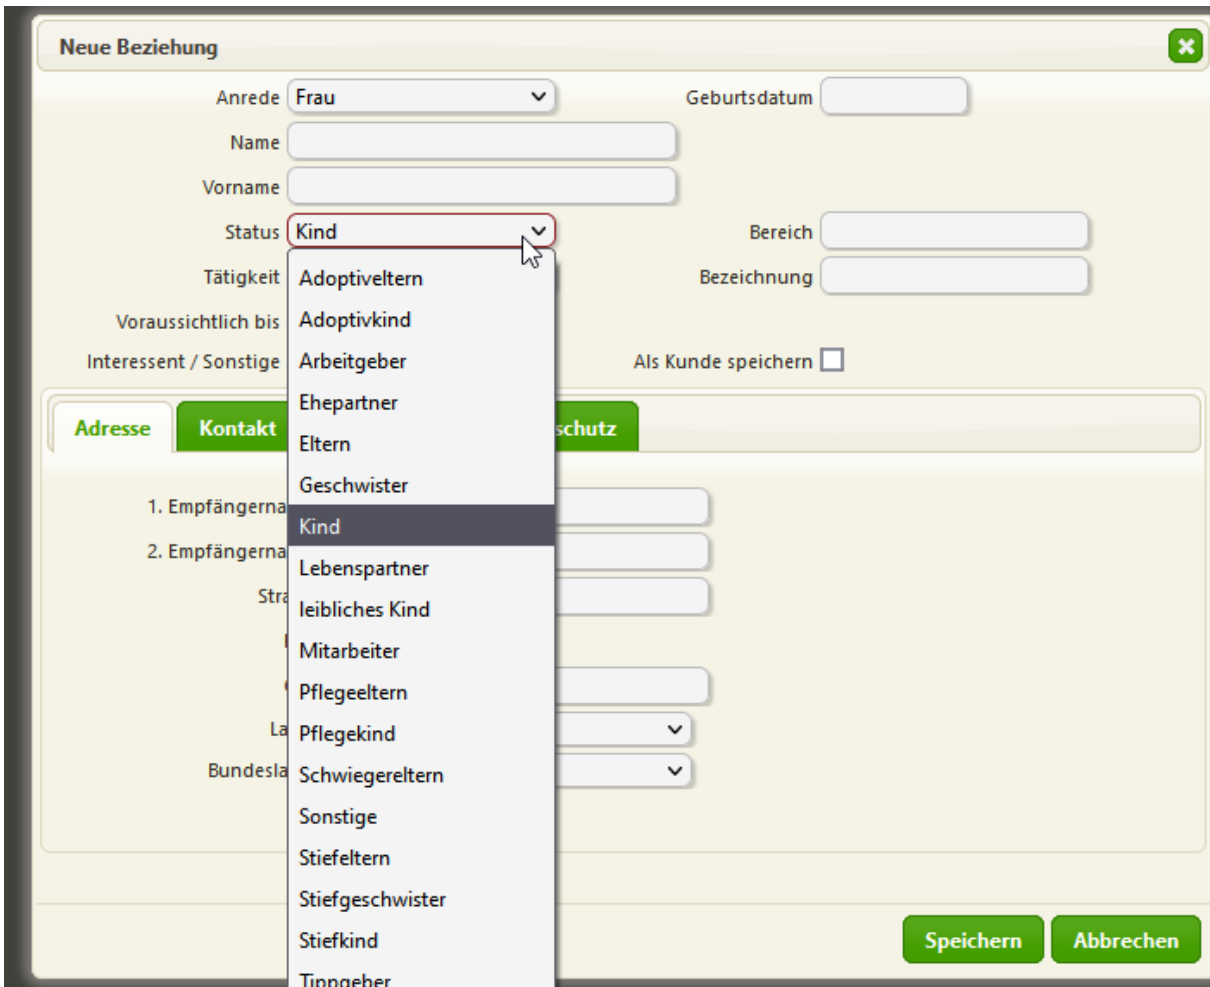 Neue Beziehung
Anrede Frau Geburtsdatum
Name
Vorname
Status Kind Bereich
Tätigkeit Bezeichnung
Voraussichtlich bis
Interessent / Sonstige Als Kunde speichern
Adoptiveltern
Adoptivkind
Arbeitgeber
Ehepartner
Eltern
Geschwister
Kind
Lebenspartner
leibliches Kind
Mitarbeiter
Pflegeeltern
Pflegekind
Schwiegereltern
Sonstige
Stiefeltern
Stiefgeschwister
Stiefkind
Tippgeber
Adresse Kontakt schutz
1. Empfängerna
2. Empfängerna
Stra
La
Bundesla
Speichern Abbrechen